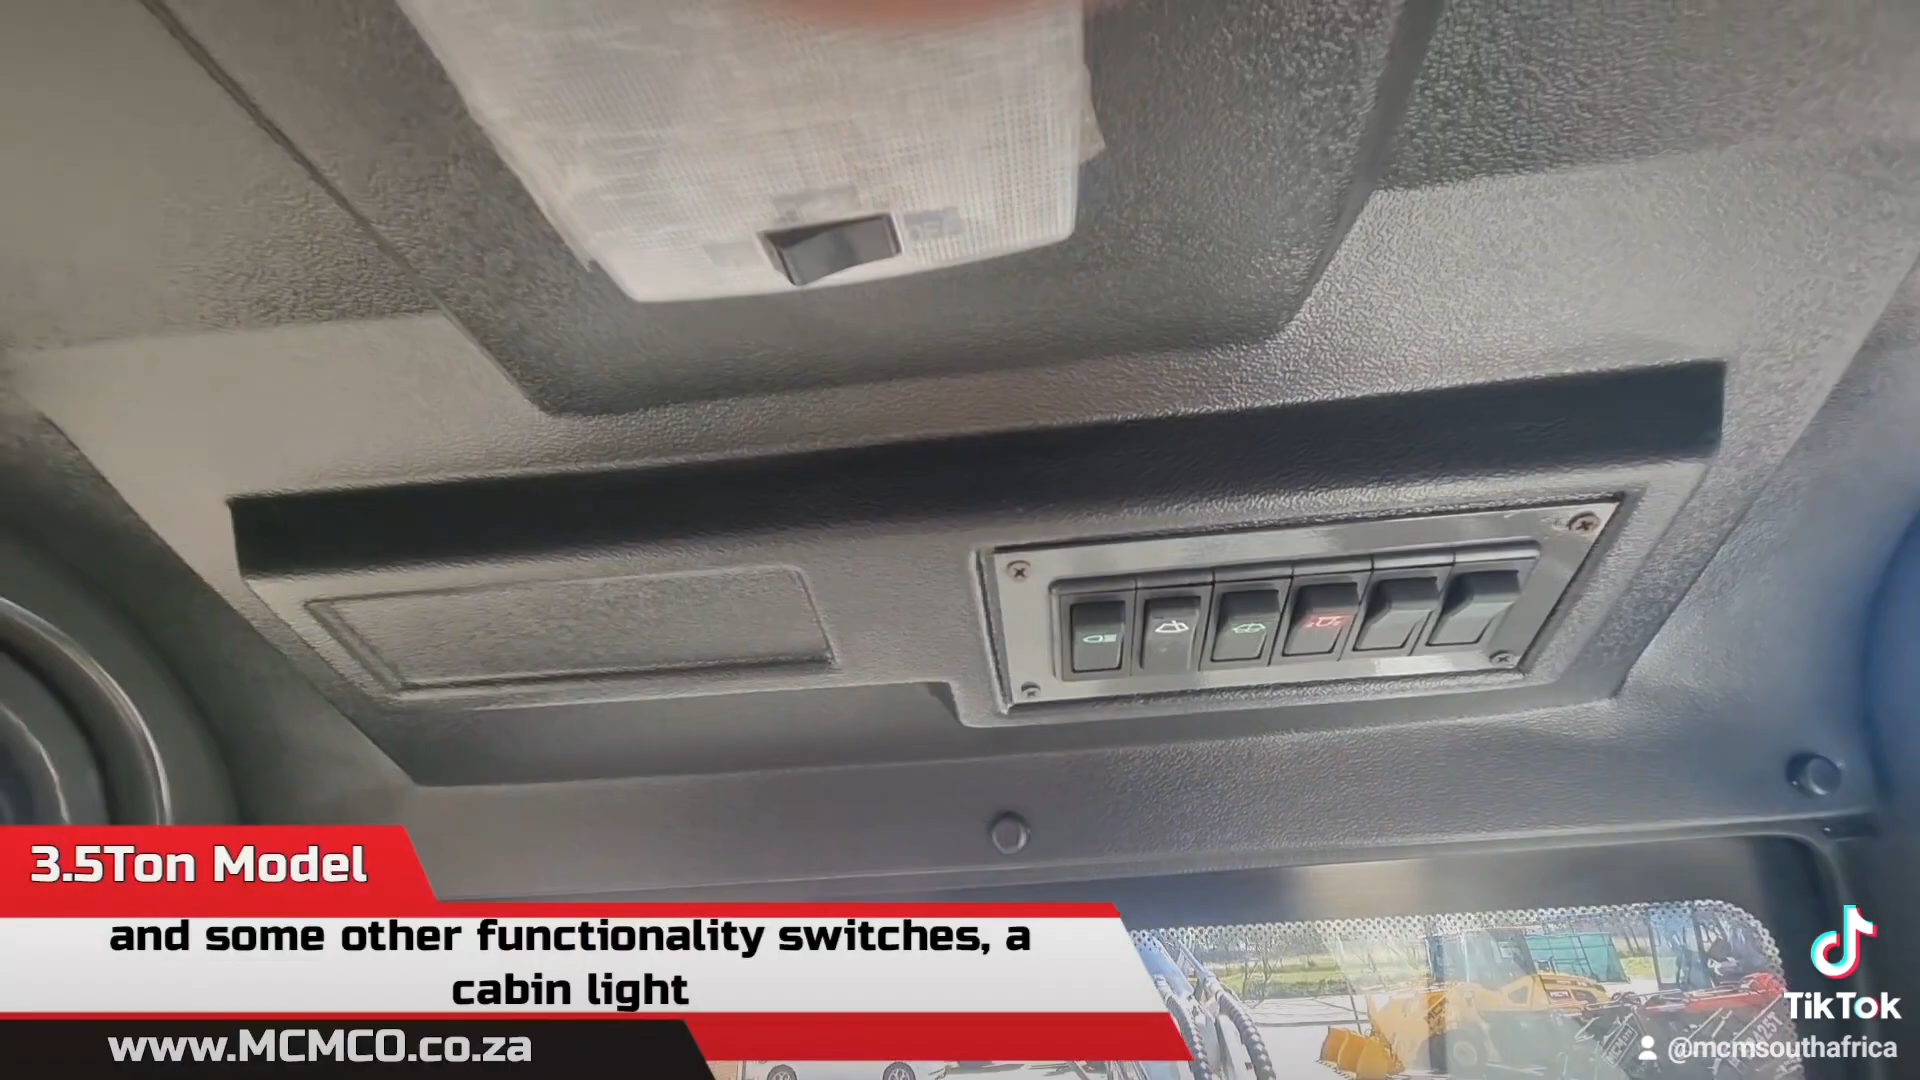 3.5Ton Model
and some other functionality switches, a
cabin light
www.MCMCO.co.za
TikTok
@mcmsouthafrica